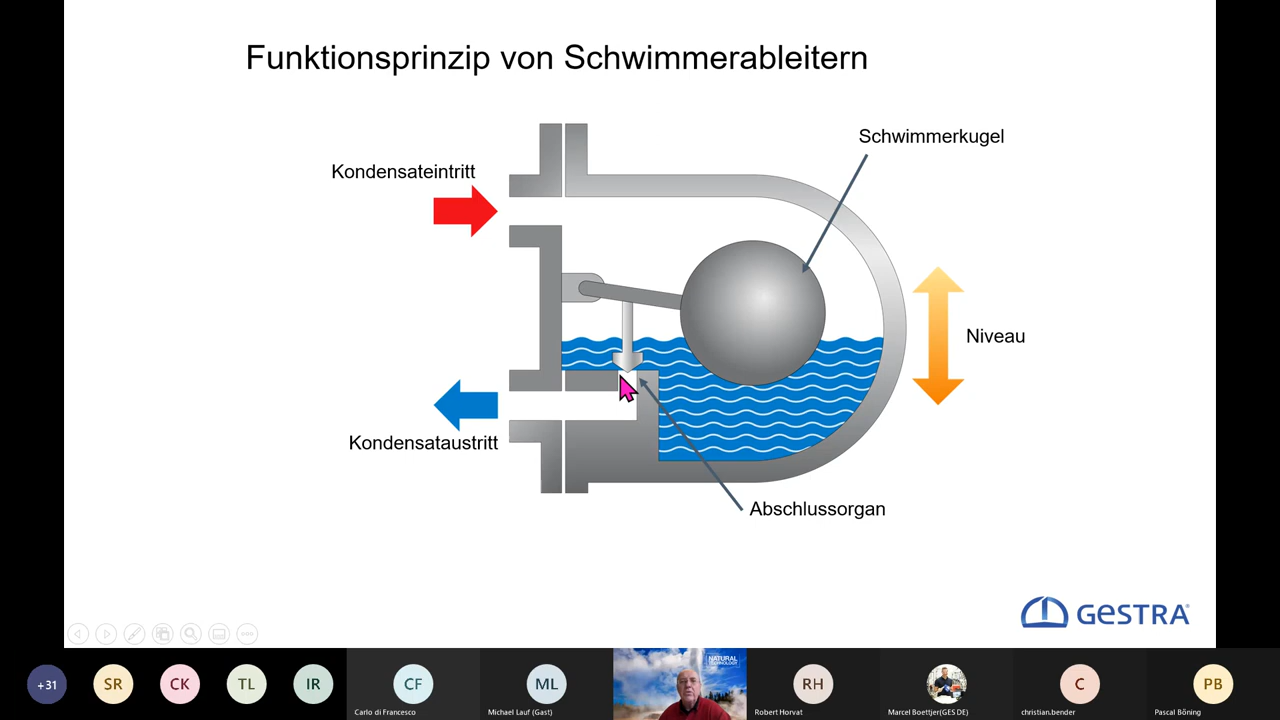 Funktionsprinzip von Schwimmerableitern
Schwimmerkugel
Kondensateintritt
Niveau
Kondensataustritt
Abschlussorgan
GESTRA
+31
SR
CK
TL
IR
CF
ML
RH
C
PB
NATURAL
TECHNOLOGY
Carlo di Francesco
Michael Lauf (Gast)
Robert Horvat
Marcel Boettjer(GES DE)
christian.bender
Pascal Böning